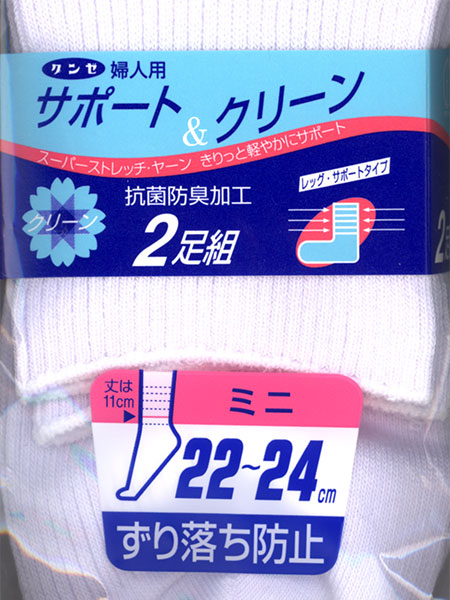 クンゼ 婦人用
サポート&クリーン
スーパーストレッチ・ヤーン きりっと軽やかにサポート
クリーン
抗菌防臭加工
2足組
レッグ・サポートタイプ
2
丈は
11cm
ミニ
22~24cm
ずり落ち防止